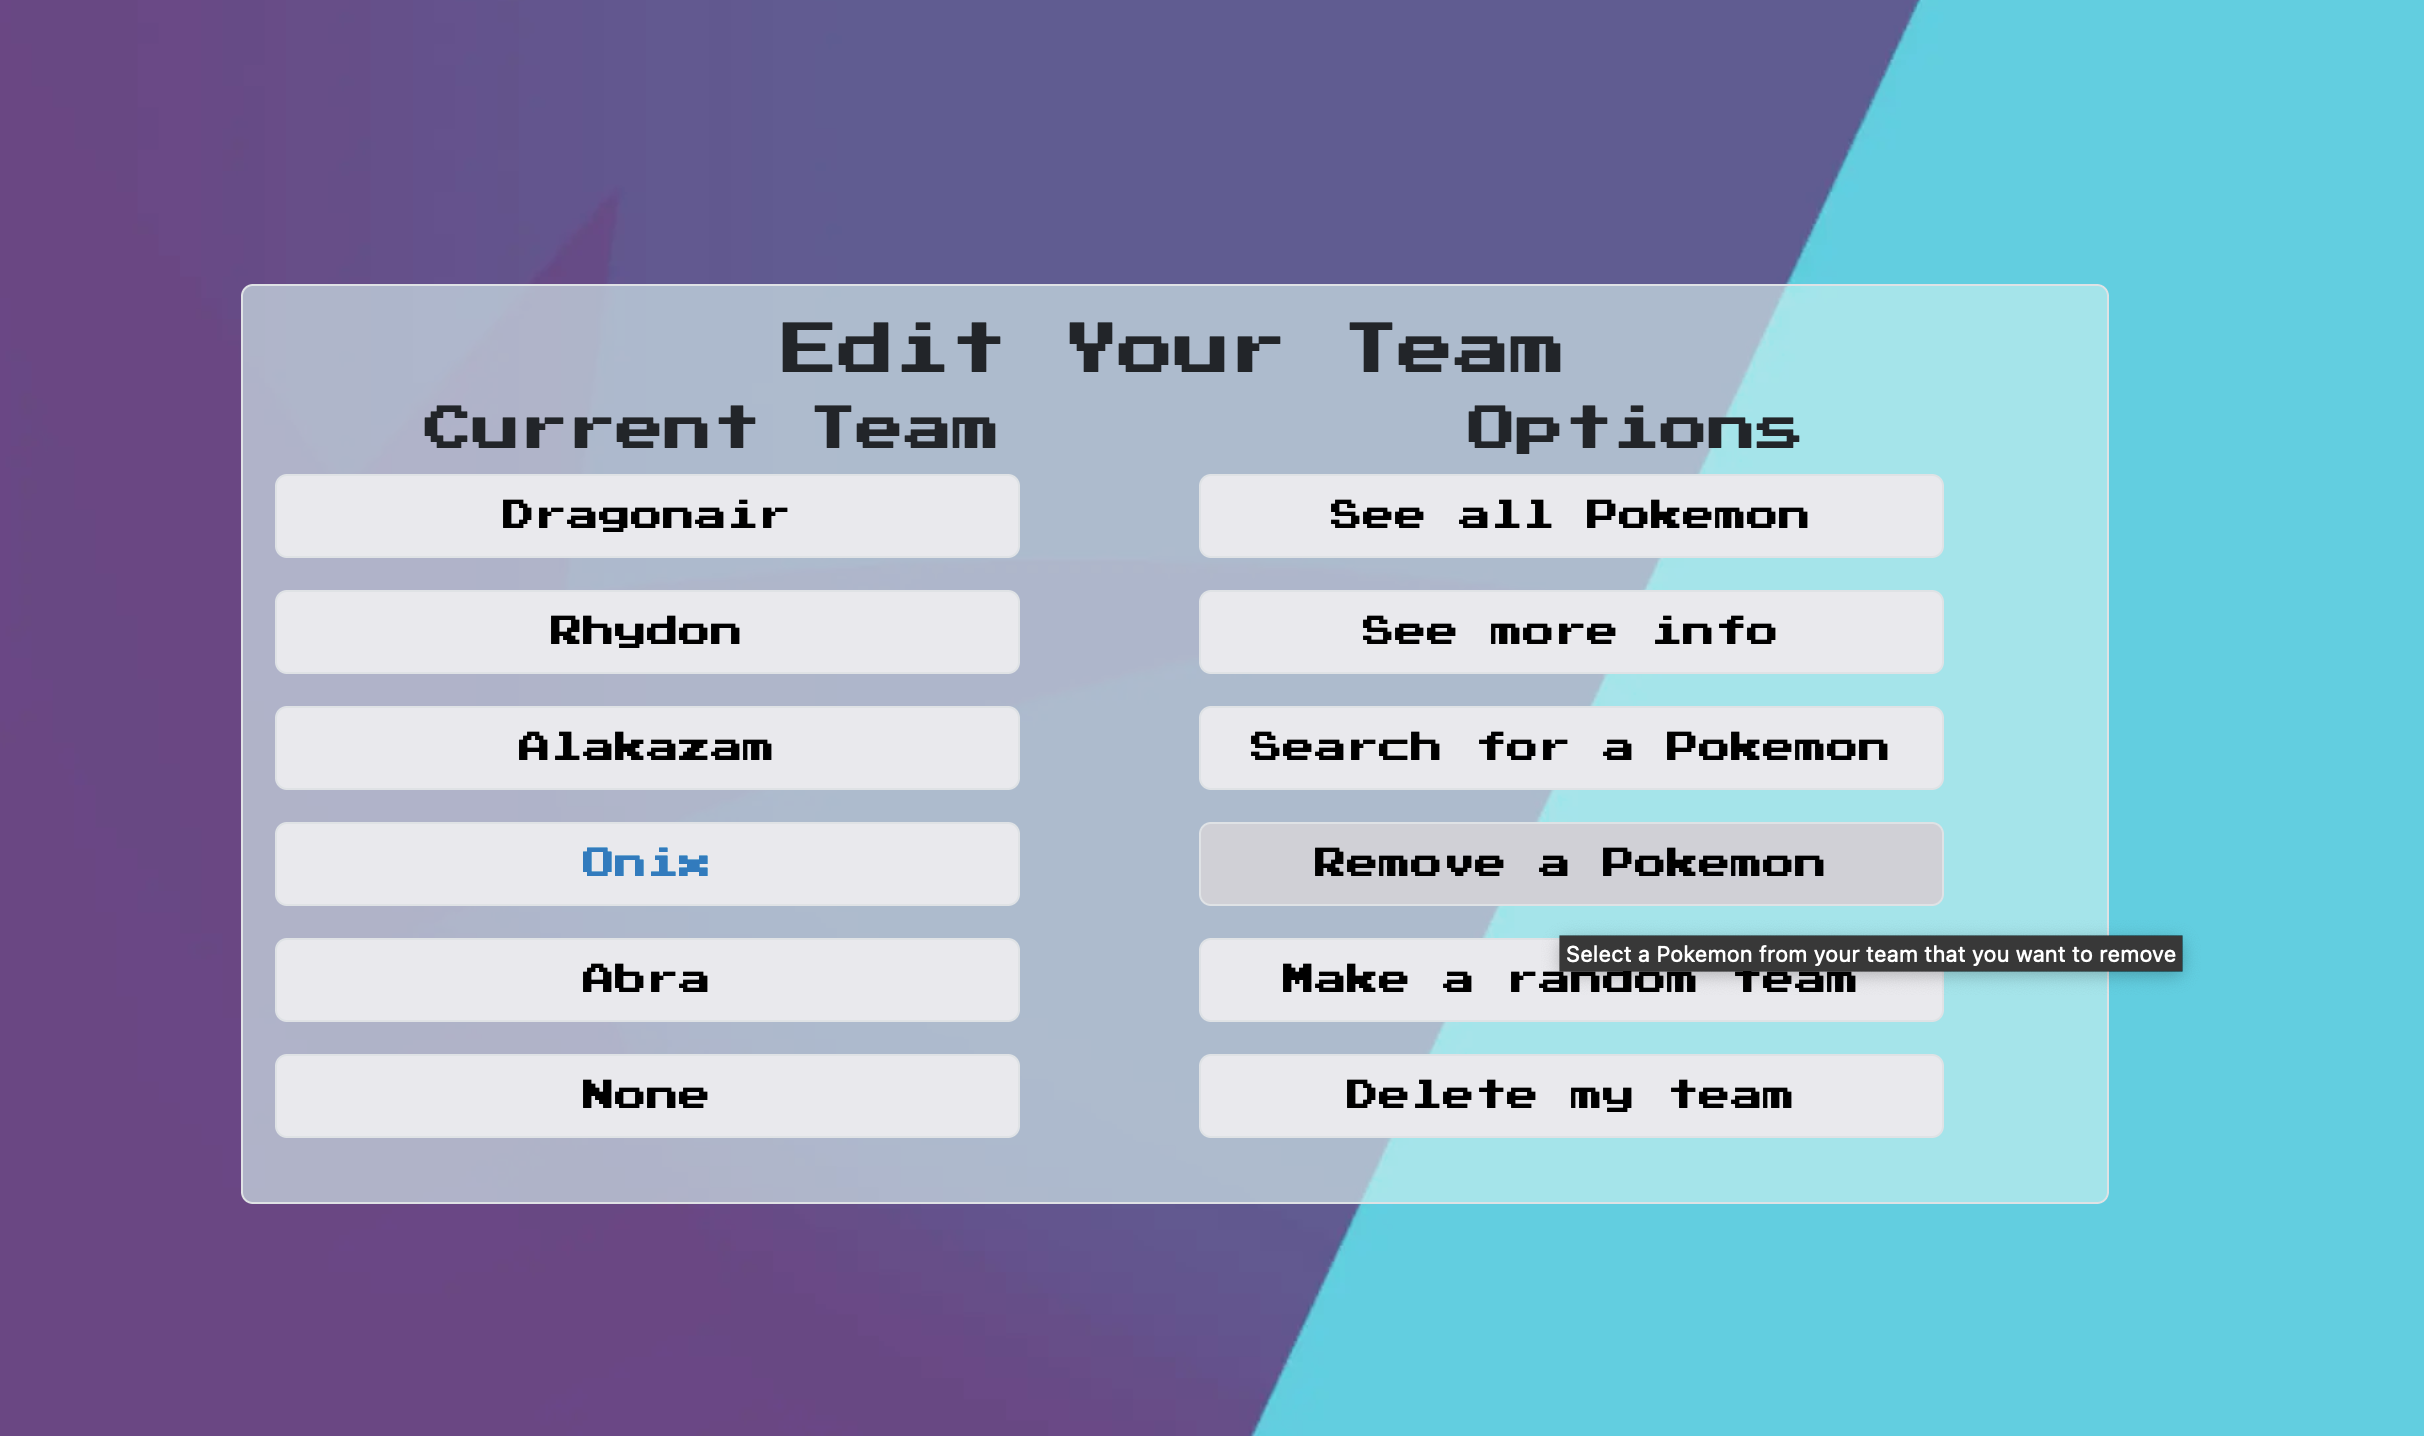 Edit Your Team
Current Team
Dragonair
Rhydon
Alakazam
Onix
Abra
None
Options
See all Pokemon
See more info
Search for a Pokemon
Remove a Pokemon
Select a Pokemon from your team that you want to remove
Make a random team
Delete my team